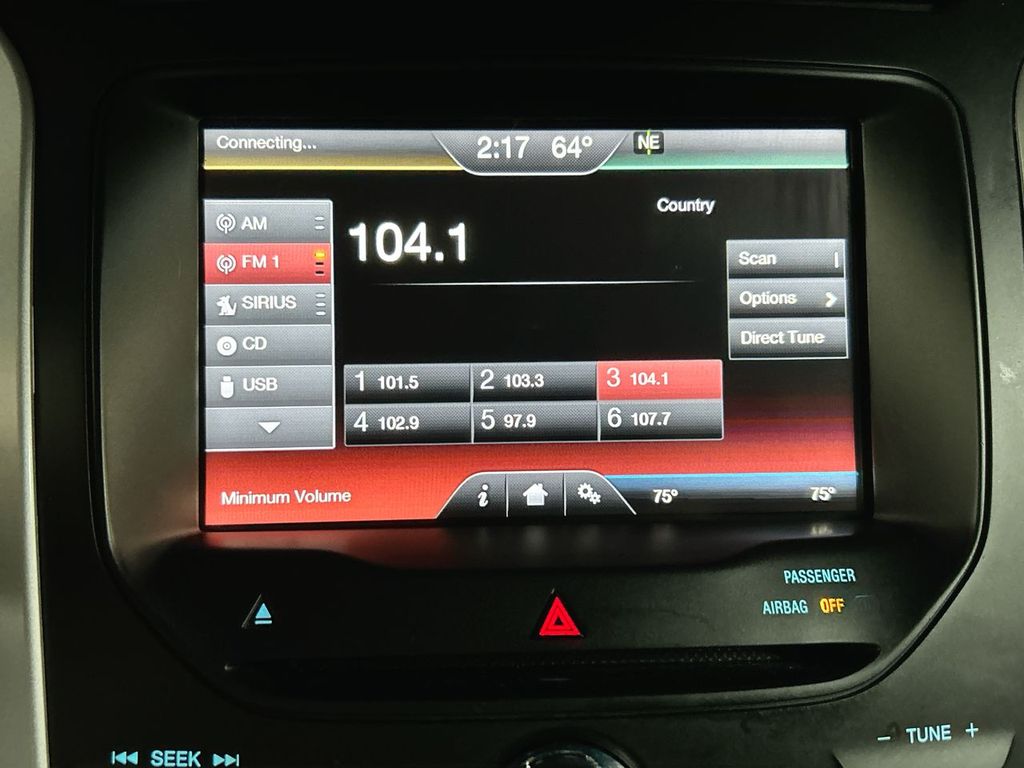 Connecting... 2:17 64° NE
Country
104.1
AM
FM 1
SIRIUS
CD
USB
Scan
Options
Direct Tune
1 101.5 2 103.3 3 104.1
4 102.9 5 97.9 6 107.7
Minimum Volume i 75° 75°
PASSENGER
AIRBAG OFF
SEEK
- TUNE +